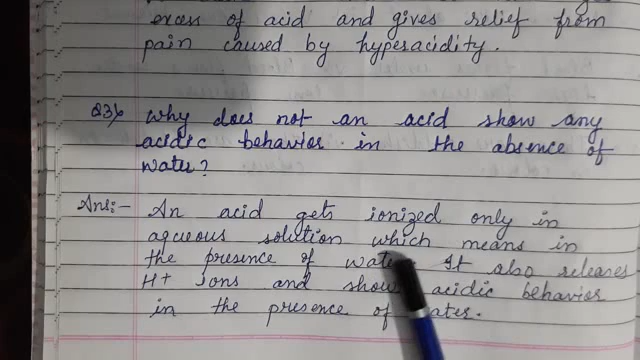 excess of acid and gives relief from
pain caused by hyperacidity.
Q3) Why does not an acid show any
acidic behavior in the absence of
water?
Ans:- An acid gets ionized only in
aqueous solution which means in
the presence of water. It also releases
H+ ions and show acidic behavior
in the presence of water.